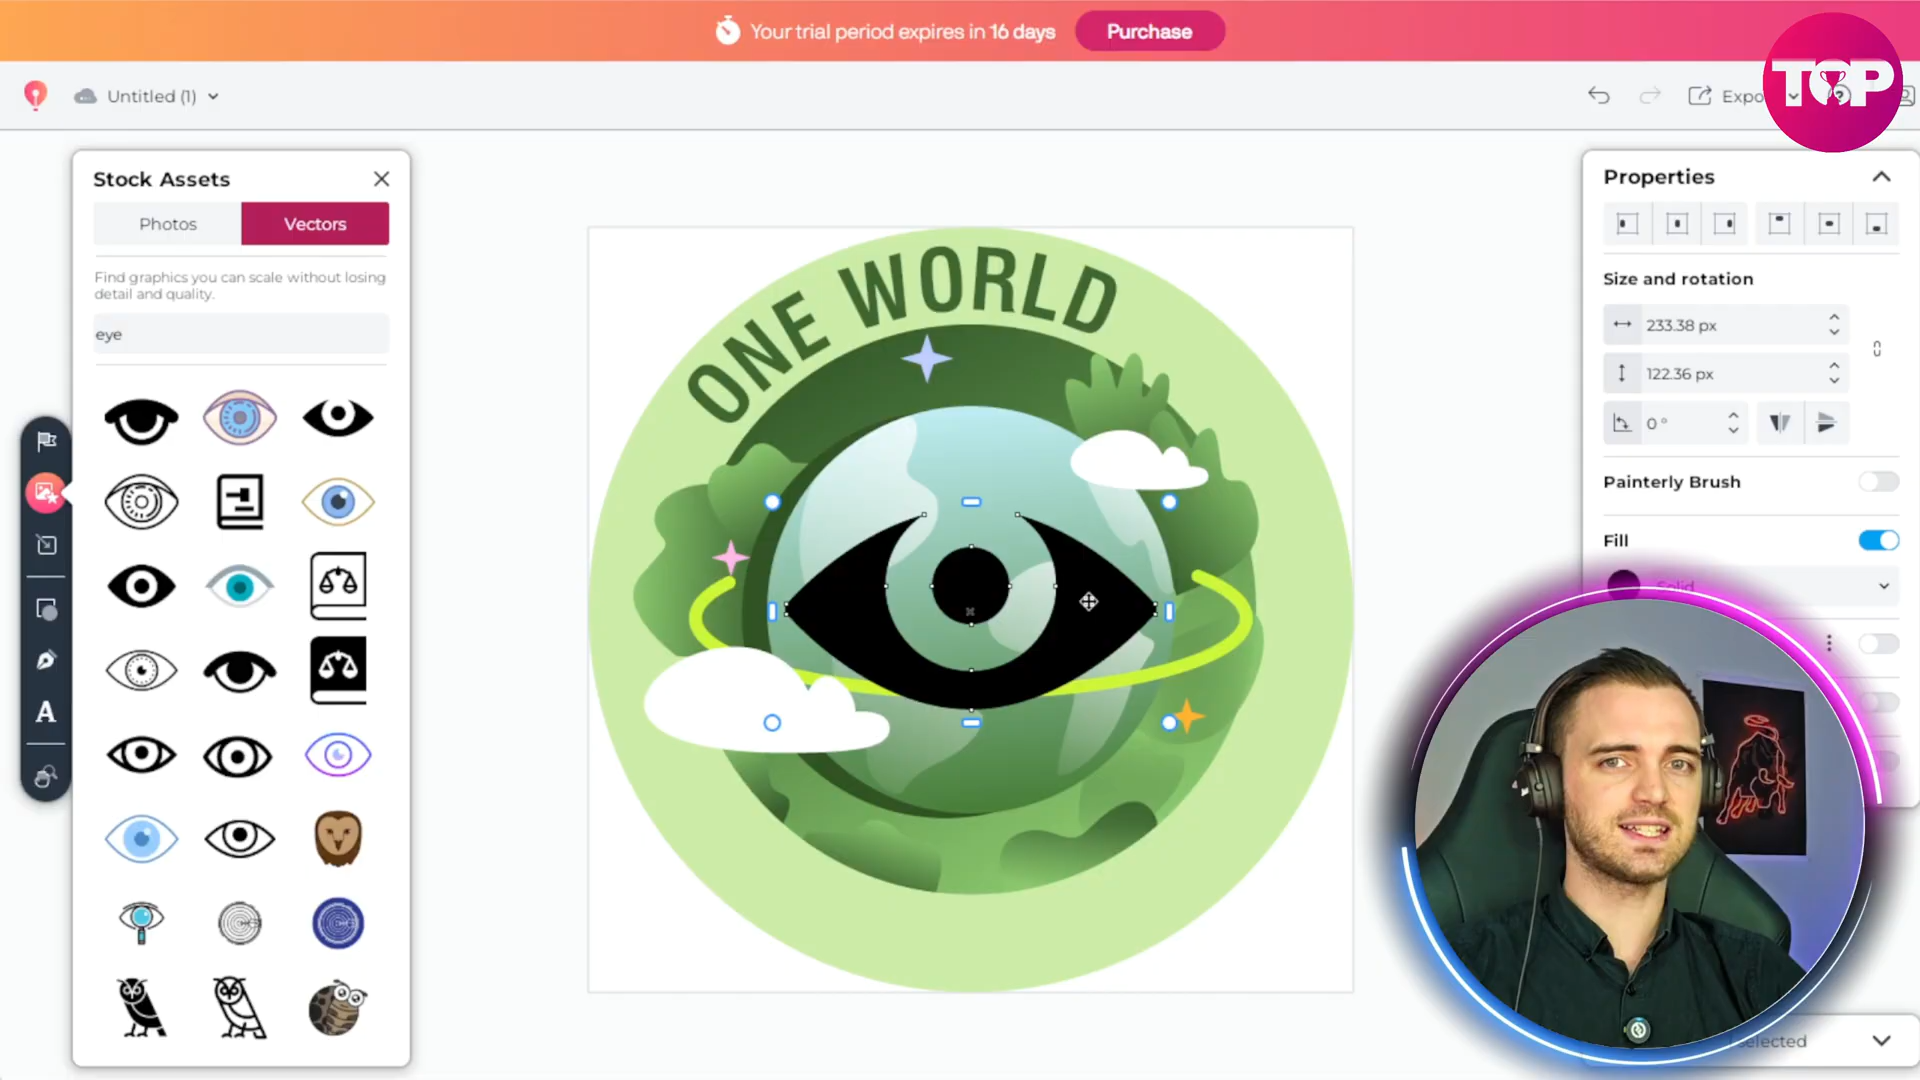 Your trial period expires in 16 days
Purchase
TOP
Untitled (1)
Expo
Stock Assets
Photos
Vectors
Find graphics you can scale without losing
detail and quality.
eye
A
ONE WORLD
Properties
Size and rotation
233.38 px
122.36 px
0 °
Painterly Brush
Fill
Solid
selected